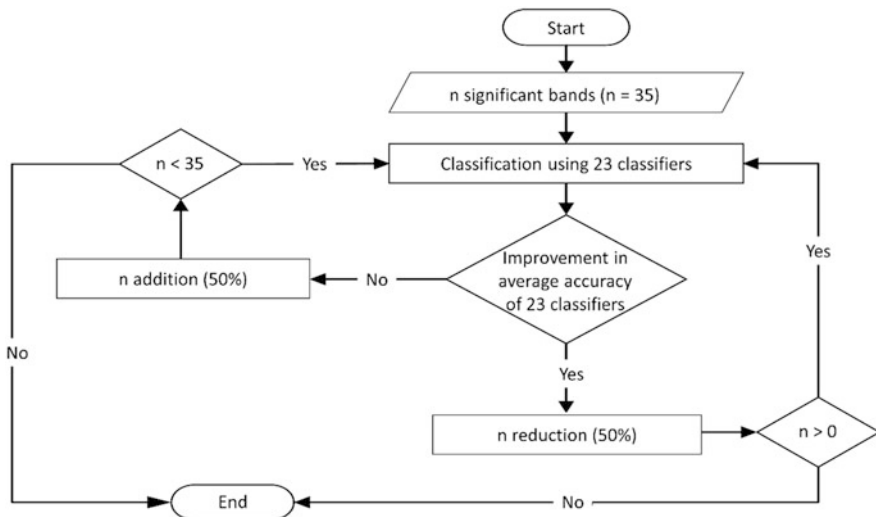 Start
n significant bands (n = 35)
n < 35
Yes
Classification using 23 classifiers
Yes
Improvement in
average accuracy
of 23 classifiers
No
n addition (50%)
No
Yes
n reduction (50%)
n > 0
End
No